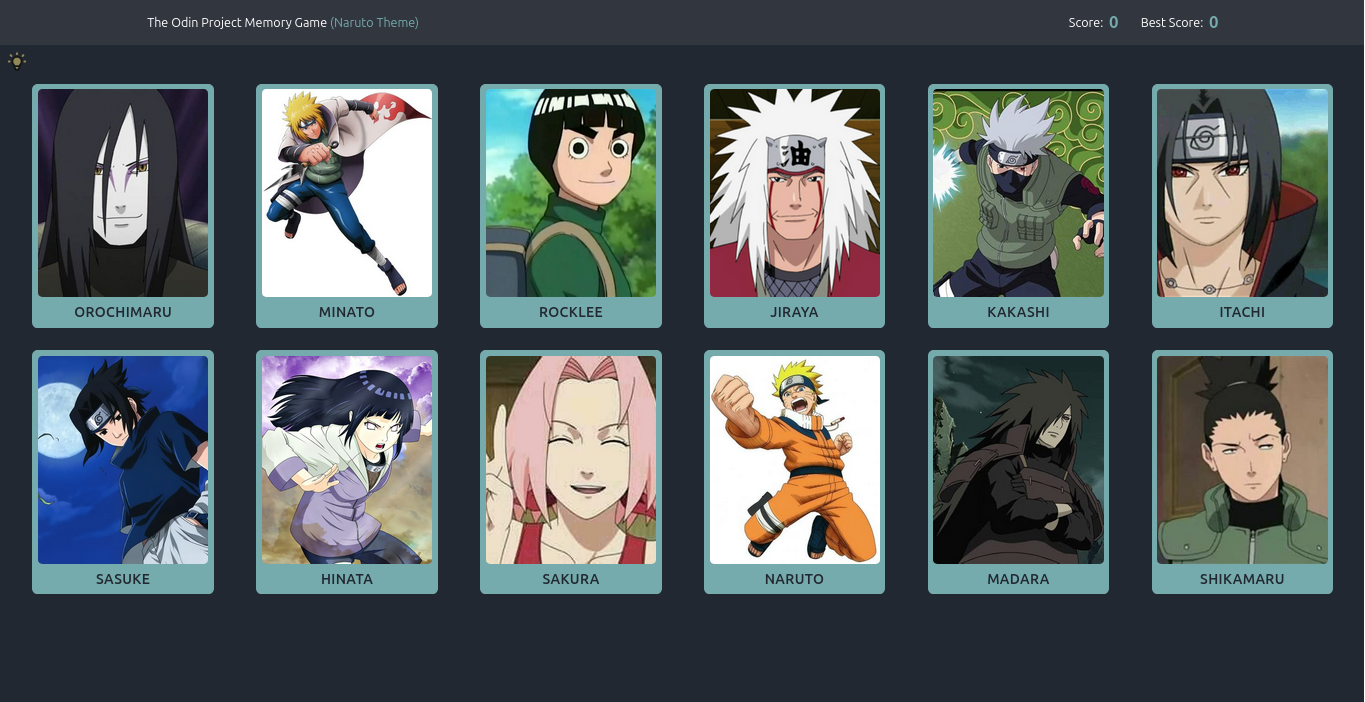 The Odin Project Memory Game (Naruto Theme)
Score: 0 Best Score: 0
油
OROCHIMARU MINATO ROCKLEE JIRAYA KAKASHI ITACHI
SASUKE HINATA SAKURA NARUTO MADARA SHIKAMARU